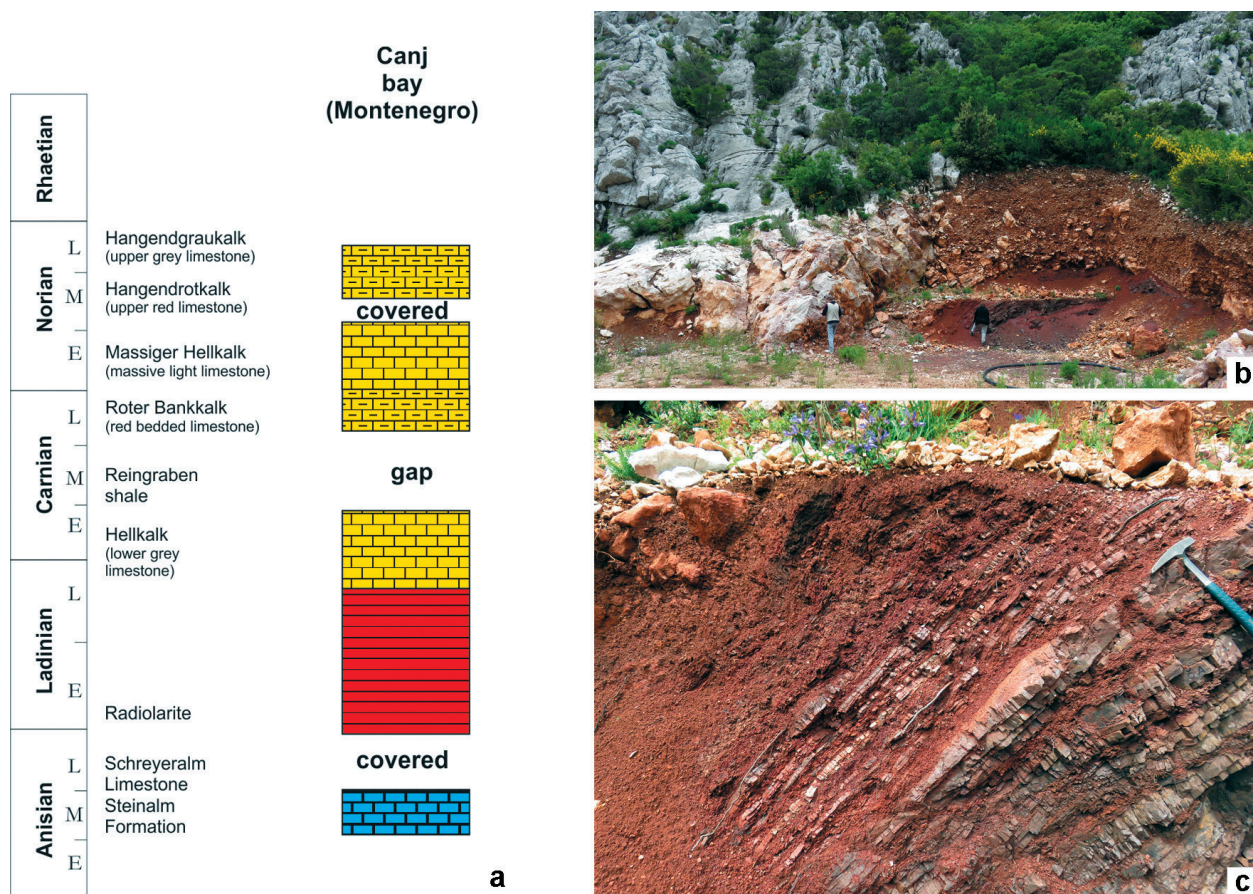 Canj
bay
(Montenegro)
Rhaetian
Norian
L
Hangendgraukalk
(upper grey limestone)
M
Hangendrotkalk
(upper red limestone)
covered
E
Massiger Hellkalk
(massive light limestone)
Carnian
L
Roter Bankkalk
(red bedded limestone)
M
Reingraben
shale
gap
E
Hellkalk
(lower grey
limestone)
Ladinian
L
E
Radiolarite
Anisian
L
Schreyeralm
Limestone
covered
M
Steinalm
Formation
E
a
b
c